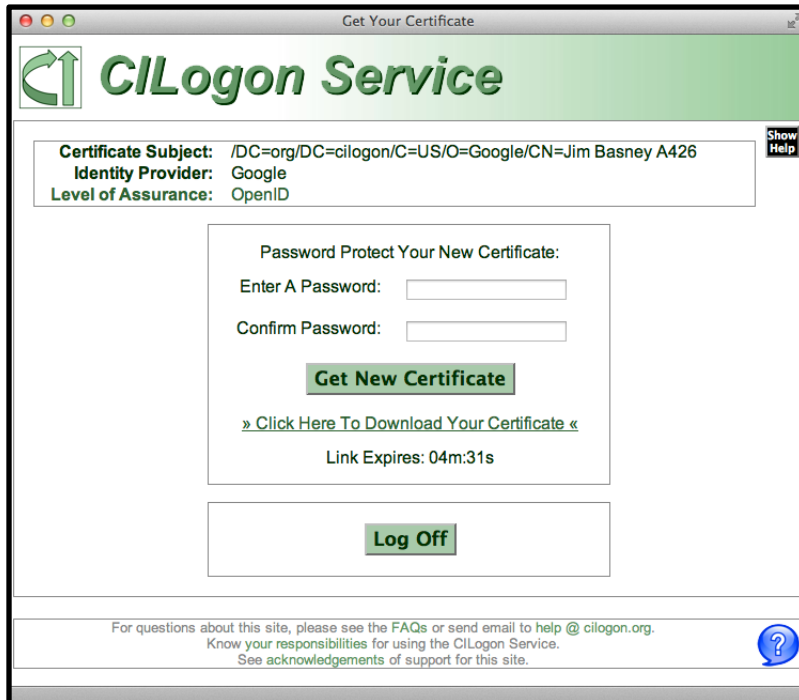 Get Your Certificate
CILogon Service
Show
Help
Certificate Subject: /DC=org/DC=cilogon/C=US/O=Google/CN=Jim Basney A426
Identity Provider: Google
Level of Assurance: OpenID
Password Protect Your New Certificate:
Enter A Password:
Confirm Password:
Get New Certificate
» Click Here To Download Your Certificate «
Link Expires: 04m:31s
Log Off
For questions about this site, please see the FAQs or send email to help @ cilogon.org.
Know your responsibilities for using the CILogon Service.
See acknowledgements of support for this site.
?